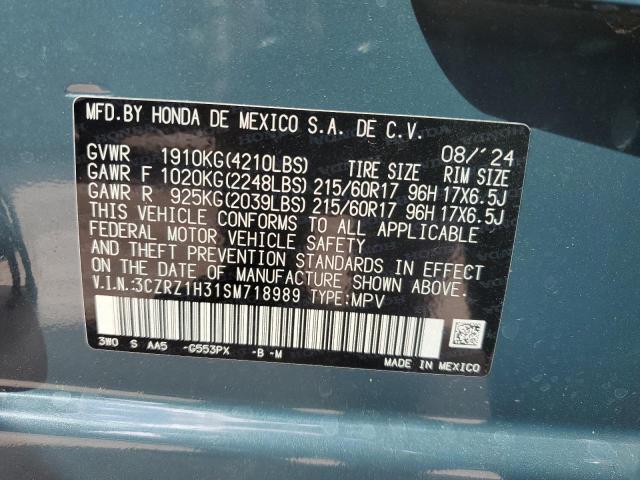 MFD.BY HONDA DE MEXICO S.A. DE C.V.
08/'24
GVWR 1910KG(4210LBS) TIRE SIZE RIM SIZE
GAWR F 1020KG(2248LBS) 215/60R17 96H 17X6.5J
GAWR R 925KG(2039LBS) 215/60R17 96H 17X6.5J
THIS VEHICLE CONFORMS TO ALL APPLICABLE
FEDERAL MOTOR VEHICLE SAFETY
AND THEFT PREVENTION STANDARDS IN EFFECT
ON THE DATE OF MANUFACTURE SHOWN ABOVE.
V.I.N.:3CZRZ1H31SM718989 TYPE:MPV
3W0 S AA5 -G553PX -B -M
MADE IN MEXICO